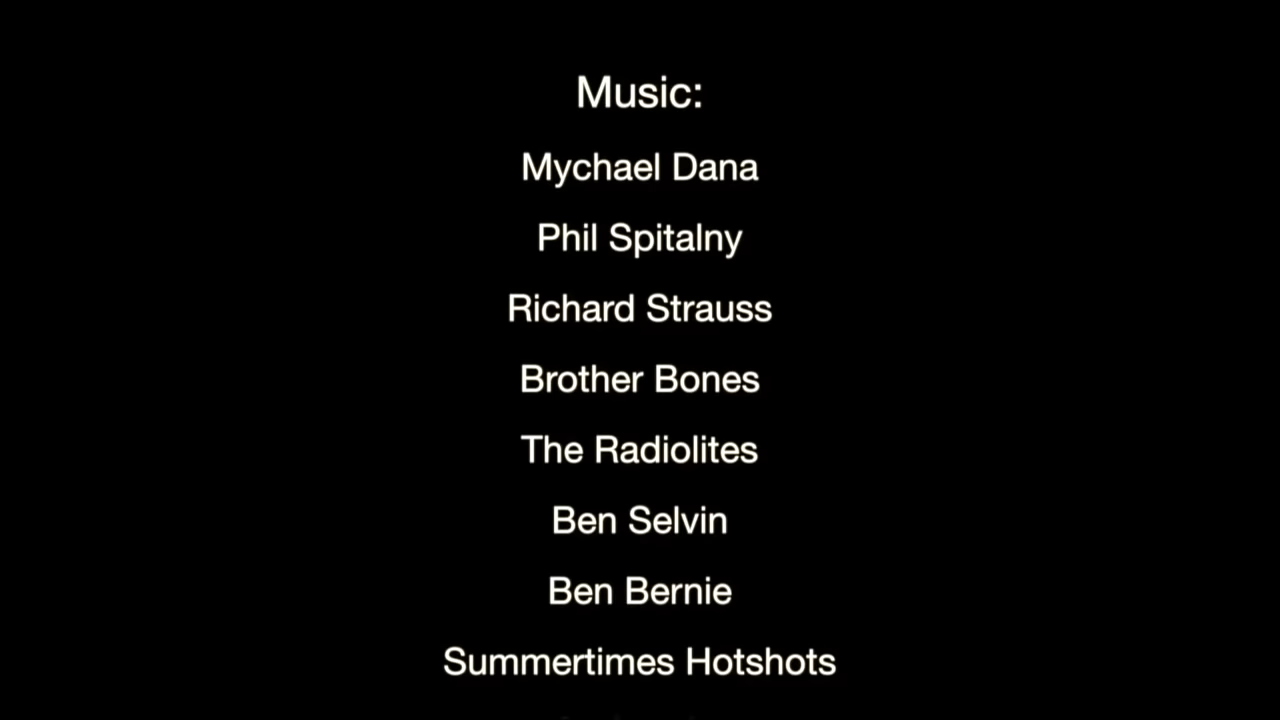 Music:
Mychael Dana
Phil Spitalny
Richard Strauss
Brother Bones
The Radiolites
Ben Selvin
Ben Bernie
Summertimes Hotshots